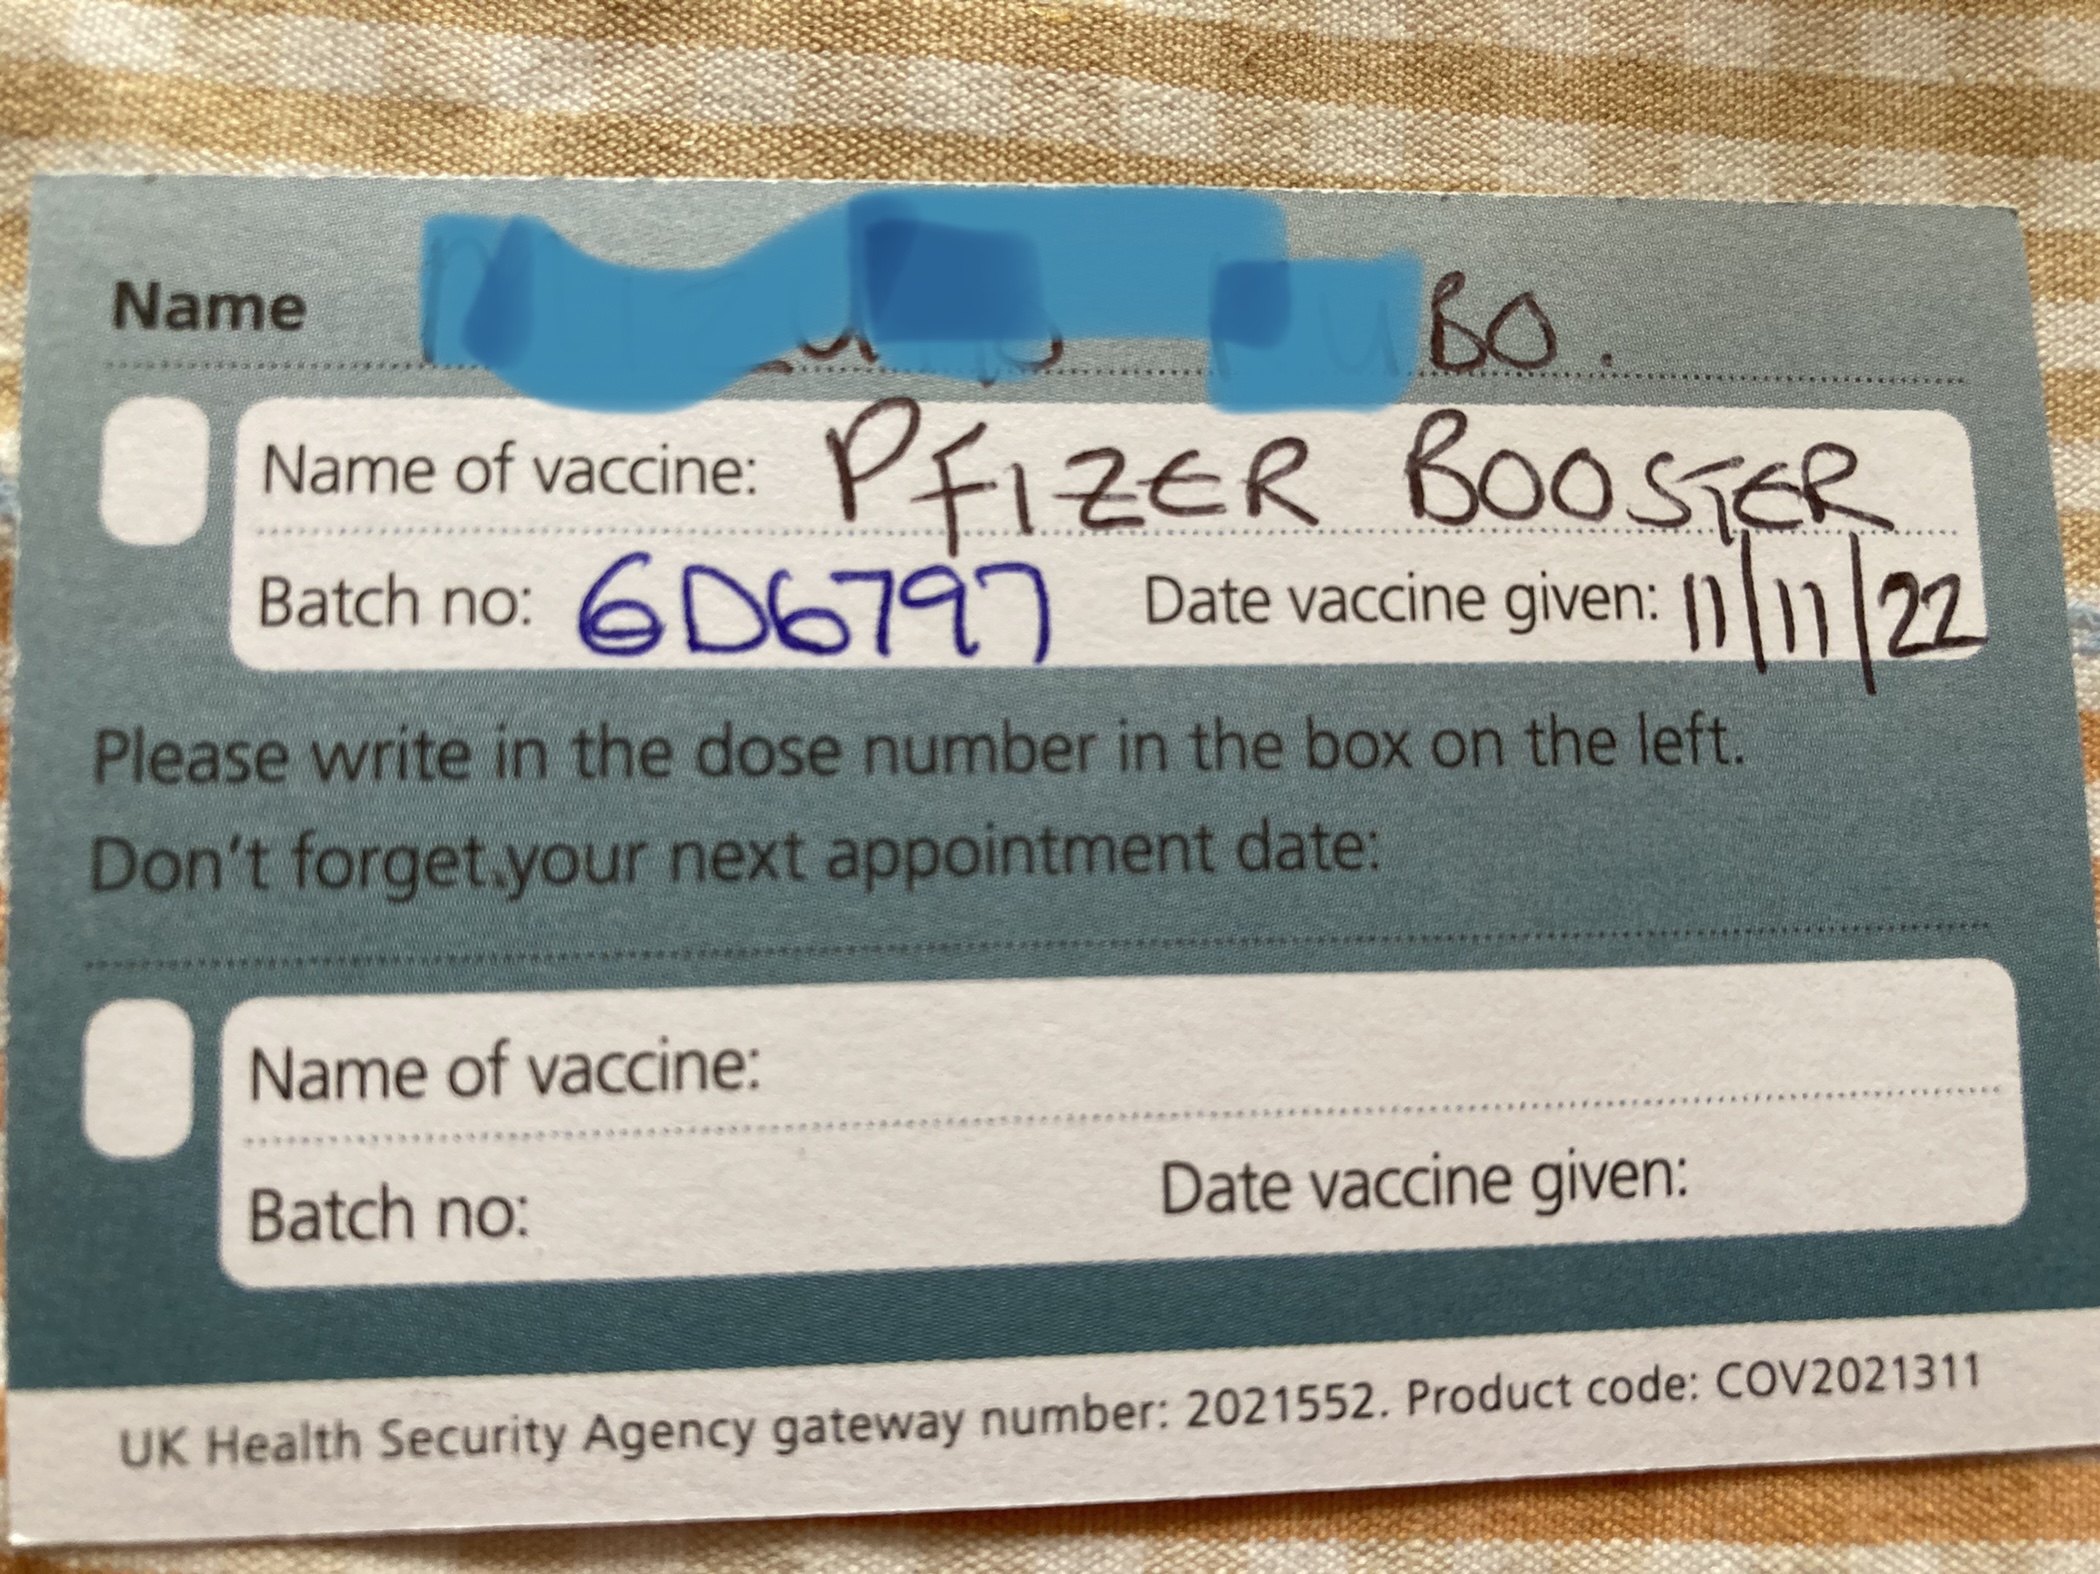 Name BO.
Name of vaccine: PFIZER BOOSTER
Batch no: 6D6797 Date vaccine given: 11/11/22
Please write in the dose number in the box on the left.
Don't forget your next appointment date:
Name of vaccine:
Batch no: Date vaccine given:
UK Health Security Agency gateway number: 2021552. Product code: COV2021311